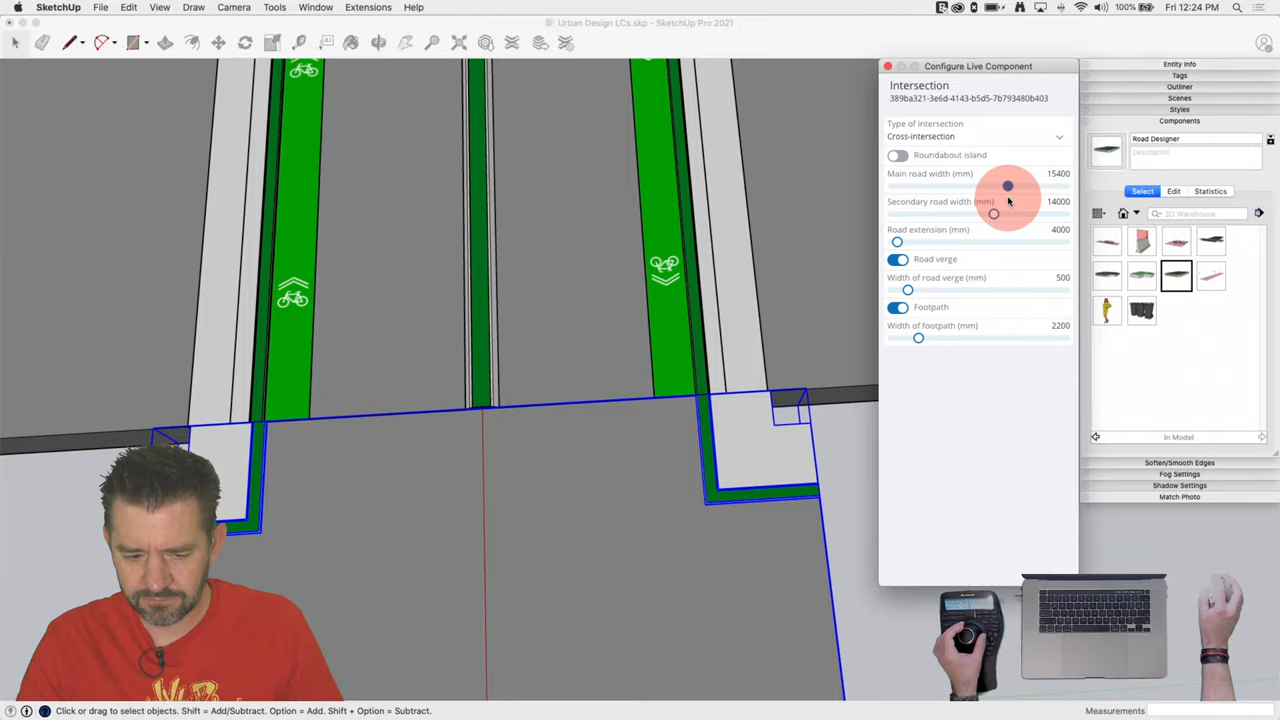 SketchUp File Edit View Draw Camera Tools Window Extensions Help
100% Fri 12:24 PM
Urban Design LCs.skp - SketchUp Pro 2021
Configure Live Component
Intersection
389ba321-3e6d-4143-b5d5-7b793480b403
Type of intersection
Cross-intersection
Roundabout island
Main road width (mm) 15400
Secondary road width (mm) 14000
Road extension (mm) 4000
Road verge
Width of road verge (mm) 500
Footpath
Width of footpath (mm) 2200
Entity Info
Tags
Outliner
Scenes
Styles
Components
Road Designer
Description
Select Edit Statistics
3D Warehouse
In Model
Soften/Smooth Edges
Fog Settings
Shadow Settings
Match Photo
Click or drag to select objects. Shift = Add/Subtract. Option = Add. Shift + Option = Subtract.
Measurements